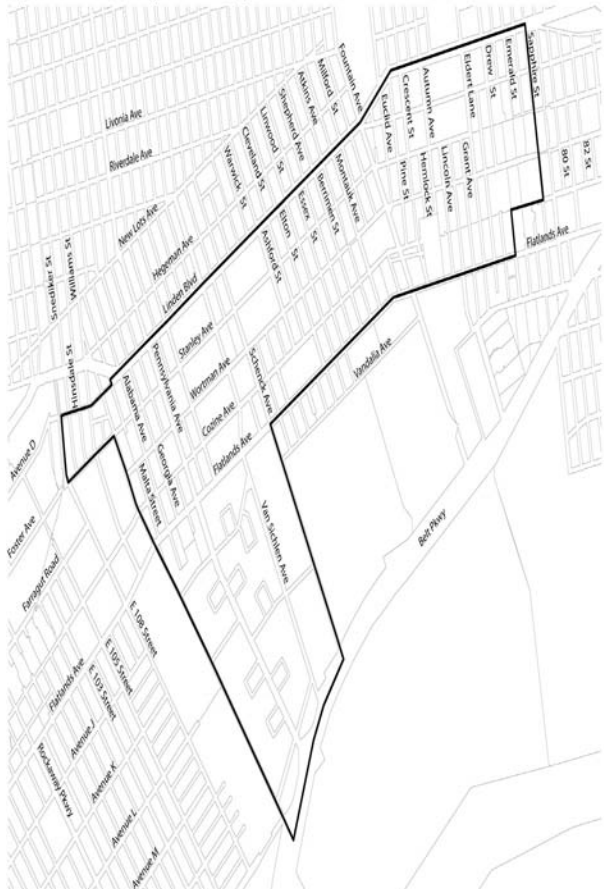 Fountain Ave
Milford St
Atkins Ave
Shepherd Ave
Linwood St
Cleveland St
Warwick St
Livonia Ave
Riverdale Ave
New Lots Ave
Hegeman Ave
Linden Blvd
Williams St
Snediker St
Hinsdale St
Sapphire St
Emerald St
Drew St
Eldert Lane
Autumn Ave
Crescent St
Euclid Ave
82 St
80 St
Grant Ave
Lincoln Ave
Hemlock St
Pine St
Montauk Ave
Berrimen St
Essex St
Elton St
Ashford St
Flatlands Ave
Stanley Ave
Wortman Ave
Cozine Ave
Flatlands Ave
Schenck Ave
Vandalia Ave
Pennsylvania Ave
Alabama Ave
Georgia Ave
Malta Street
Van Sichlen Ave
Belt Pkwy
Avenue D
Foster Ave
Farragut Road
E 108 Street
E 105 Street
E 103 Street
Flatlands Ave
Avenue J
Rockaway Pkwy
Avenue K
Avenue L
Avenue M